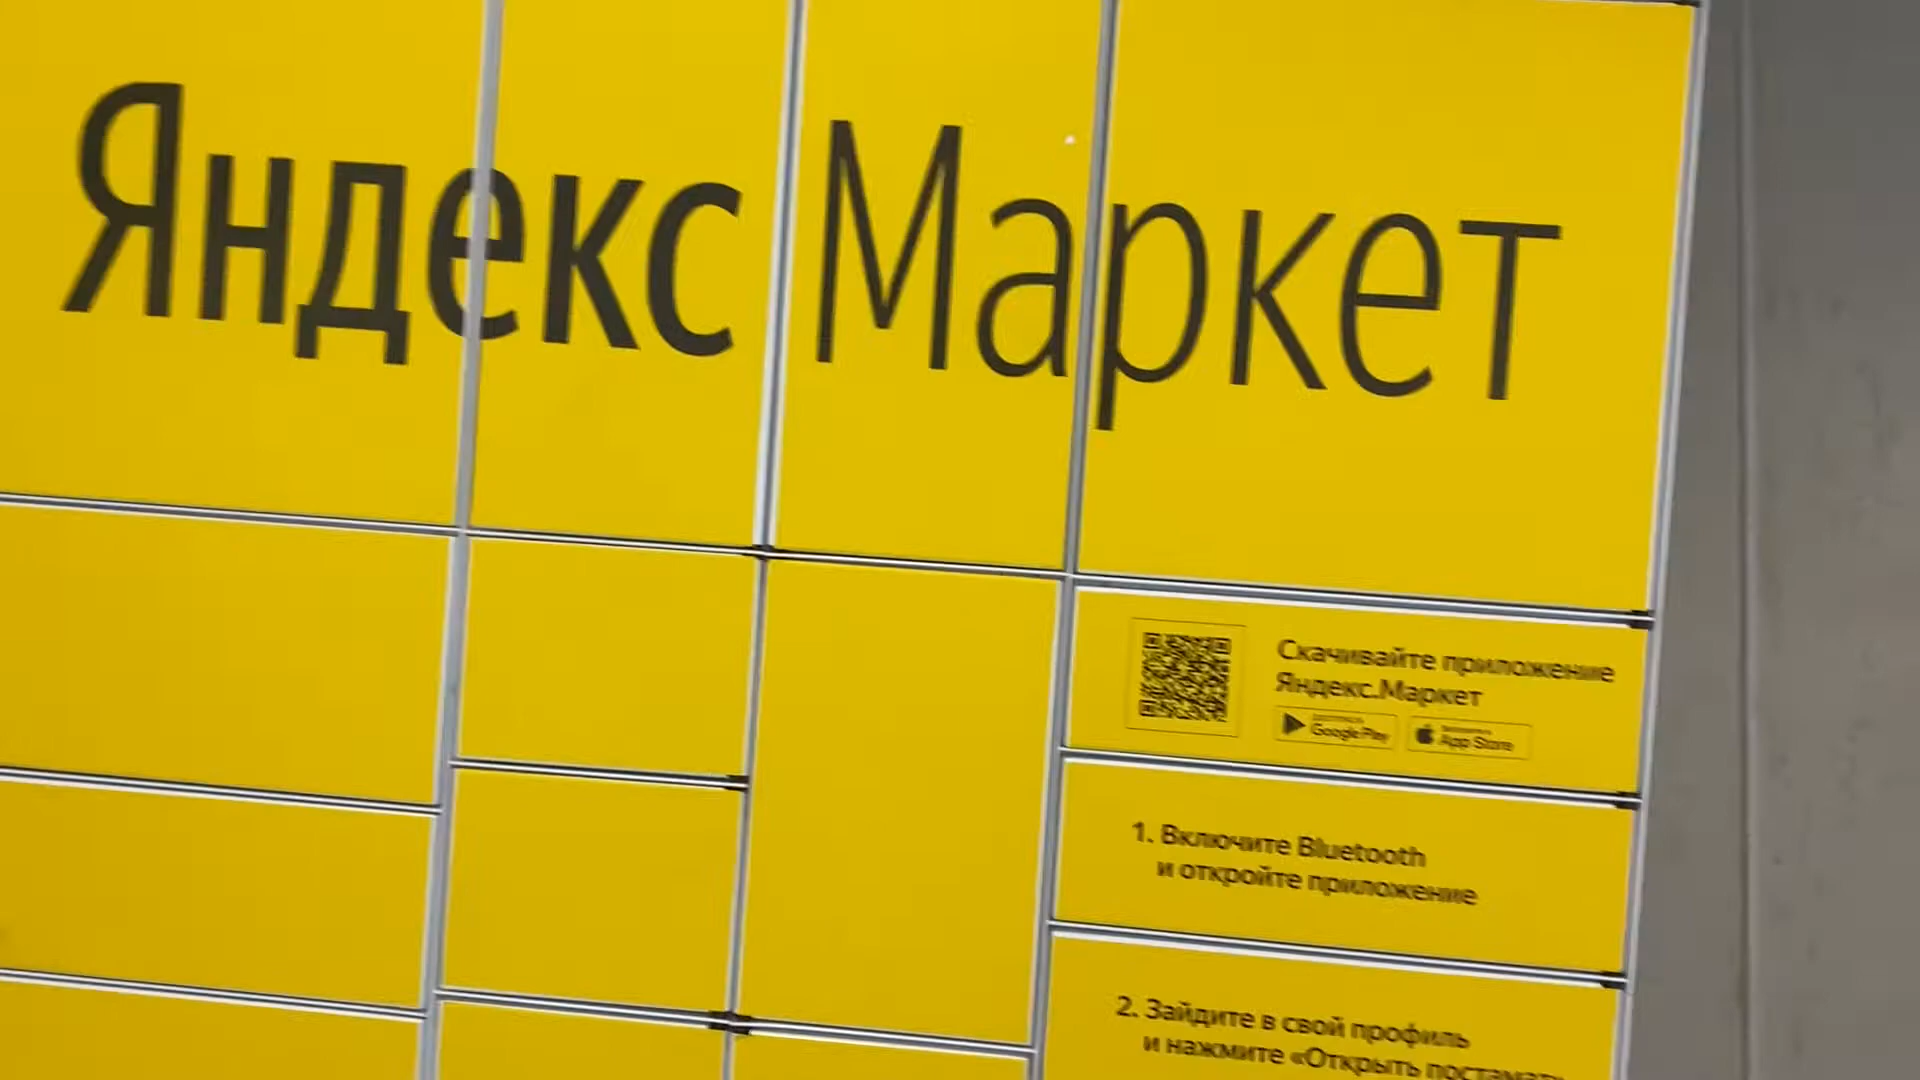 Яндекс Маркет
Скачивайте приложение
Яндекс.Маркет
Google Play
App Store
1. Включите Bluetooth
и откройте приложение
2. Зайдите в свой профиль
и нажмите «Открыть постамат»